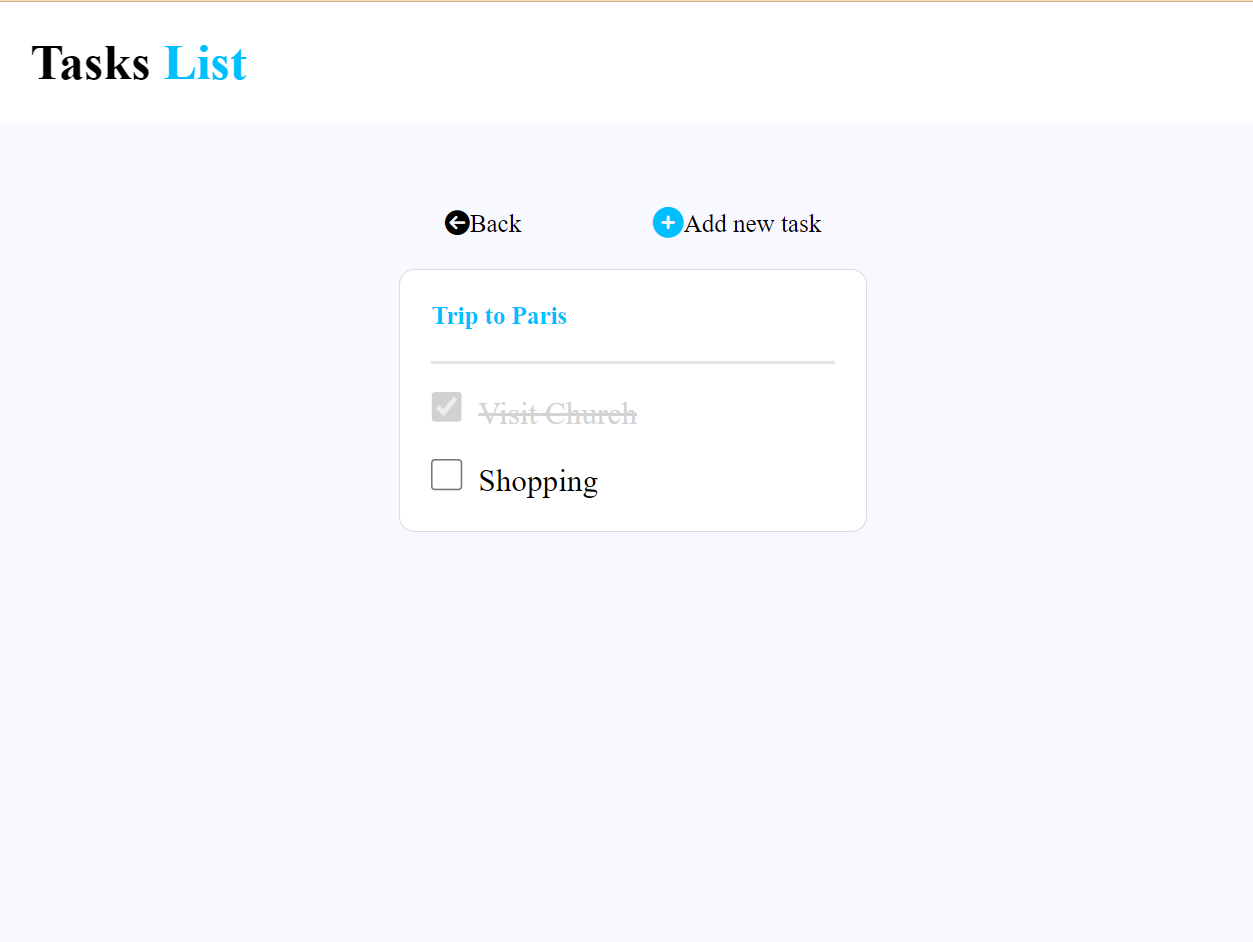 Tasks List
Back
Add new task
Trip to Paris
Visit Church
Shopping